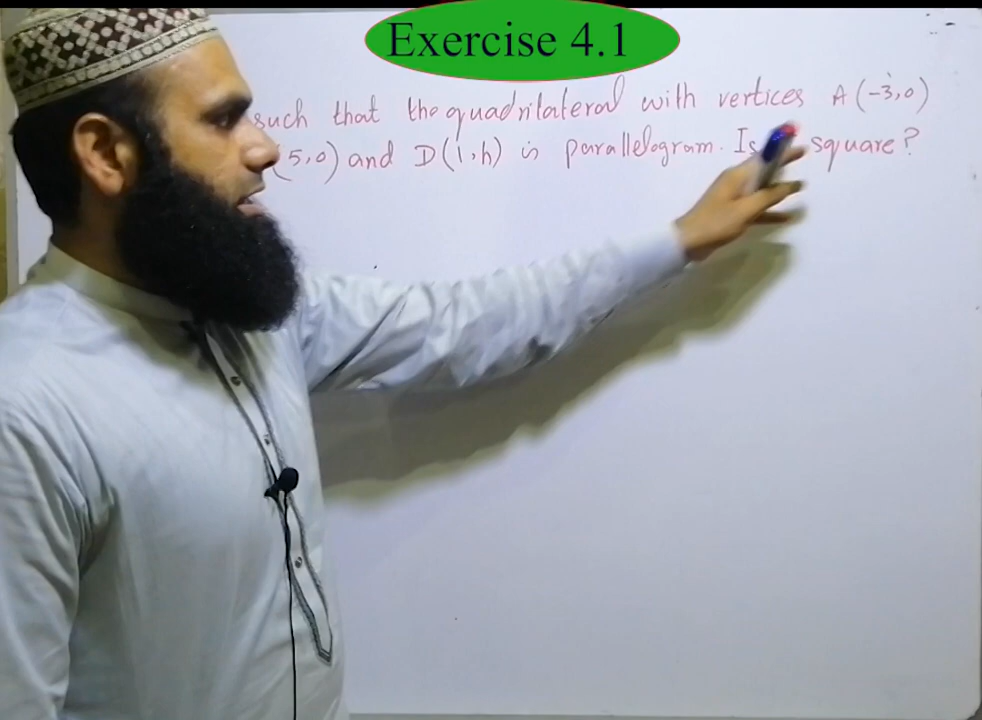 Exercise 4.1
such that the quadrilateral with vertices A(-3,0)
(5,0) and D(1,h) is parallelogram. Is square?